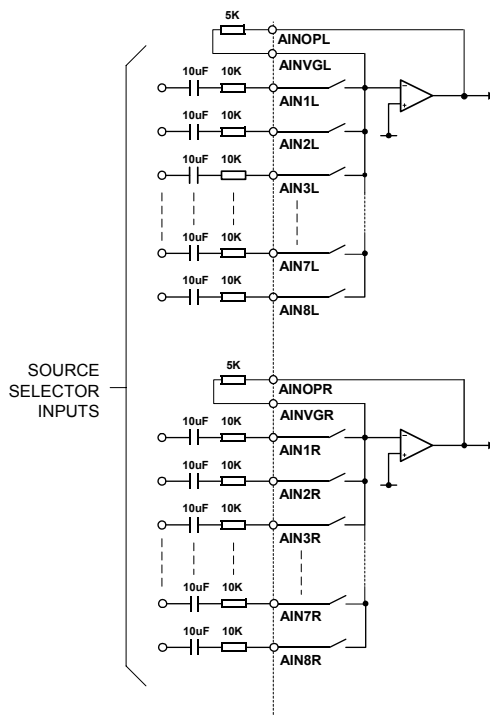 5K
AINOPL
AINVGL
10uF 10K
AIN1L
10uF 10K
AIN2L
10uF 10K
AIN3L
10uF 10K
AIN7L
10uF 10K
AIN8L
SOURCE
SELECTOR
INPUTS
5K
AINOPR
AINVGR
10uF 10K
AIN1R
10uF 10K
AIN2R
10uF 10K
AIN3R
10uF 10K
AIN7R
10uF 10K
AIN8R